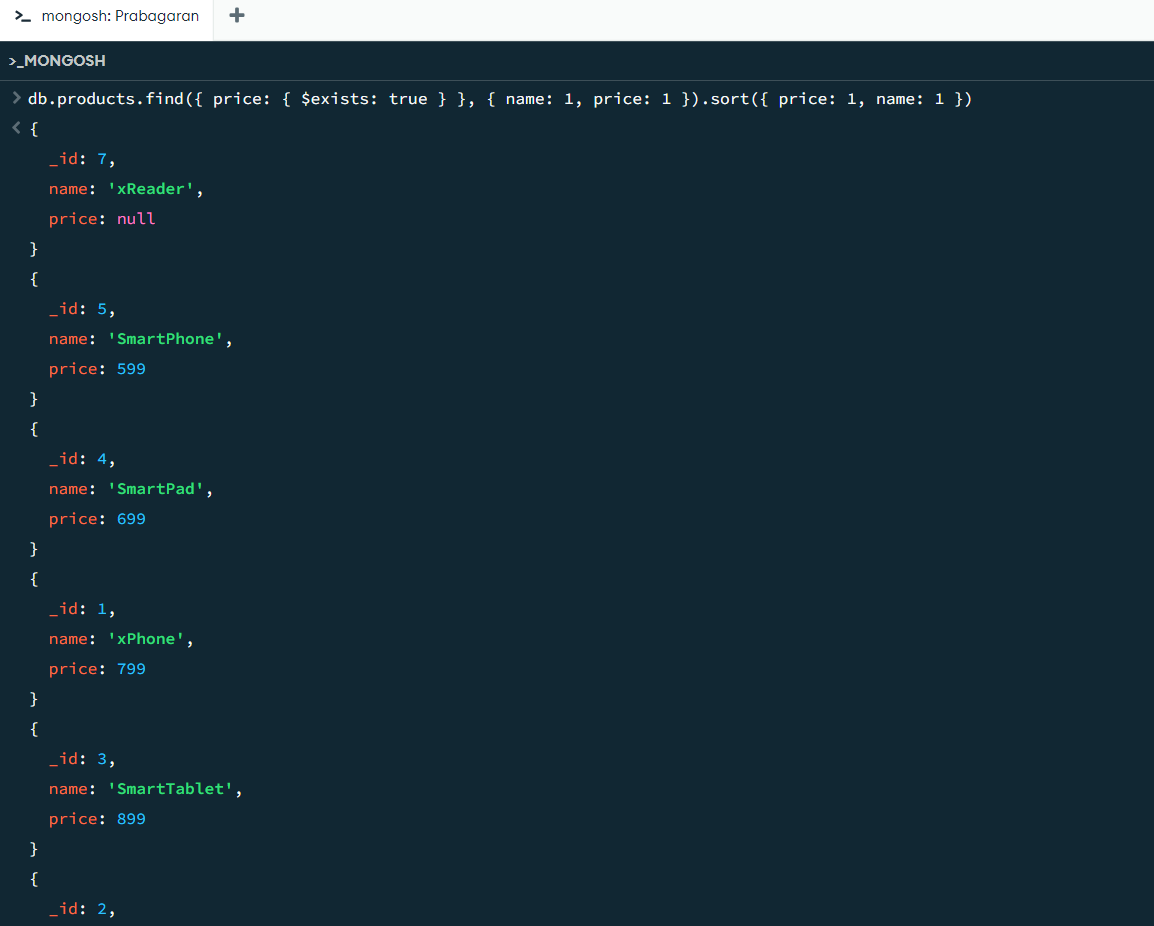 mongosh: Prabagaran
>_MONGOSH
db.products.find({ price: { $exists: true } }, { name: 1, price: 1 }).sort({ price: 1, name: 1 })
{
_id: 7,
name: 'xReader',
price: null
}
{
_id: 5,
name: 'SmartPhone',
price: 599
}
{
_id: 4,
name: 'SmartPad',
price: 699
}
{
_id: 1,
name: 'xPhone',
price: 799
}
{
_id: 3,
name: 'SmartTablet',
price: 899
}
{
_id: 2,